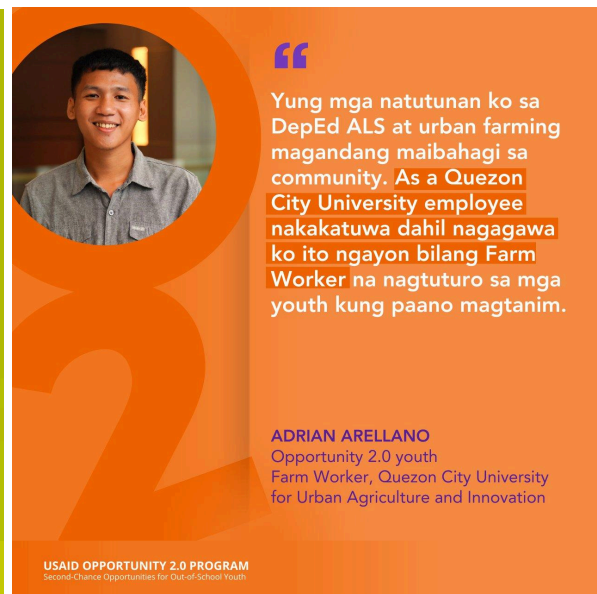 “
Yung mga natutunan ko sa
DepEd ALS at urban farming
magandang maibahagi sa
community. As a Quezon
City University employee
nakakatuwa dahil nagagawa
ko ito ngayon bilang Farm
Worker na nagtuturo sa mga
youth kung paano magtanim.
ADRIAN ARELLANO
Opportunity 2.0 youth
Farm Worker, Quezon City University
for Urban Agriculture and Innovation
USAID OPPORTUNITY 2.0 PROGRAM
Second-Chance Opportunities for Out-of-School Youth